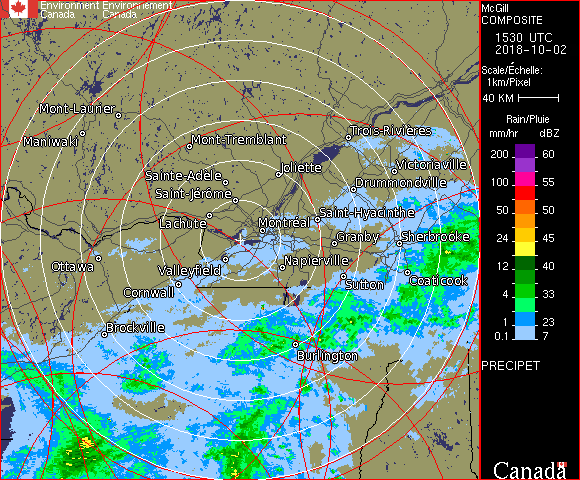 Environment Environnement
Canada Canada
McGill
COMPOSITE
1530 UTC
2018-10-02
Scale/Échelle:
1km/Pixel
40 KM
Rain/Pluie
mm/hr dBZ
200 60
100 55
50 50
24 45
12 40
4 33
1 23
0.1 7
PRECIPET
Canada
Mont-Laurier
Maniwaki
Mont-Tremblant
Trois-Rivières
Sainte-Adèle
Joliette
Victoriaville
Saint-Jérôme
Drummondville
Lachute
Montréal
Saint-Hyacinthe
Granby
Sherbrooke
Ottawa
Valleyfield
Napierville
Cornwall
Sutton
Coaticook
Brockville
Burlington